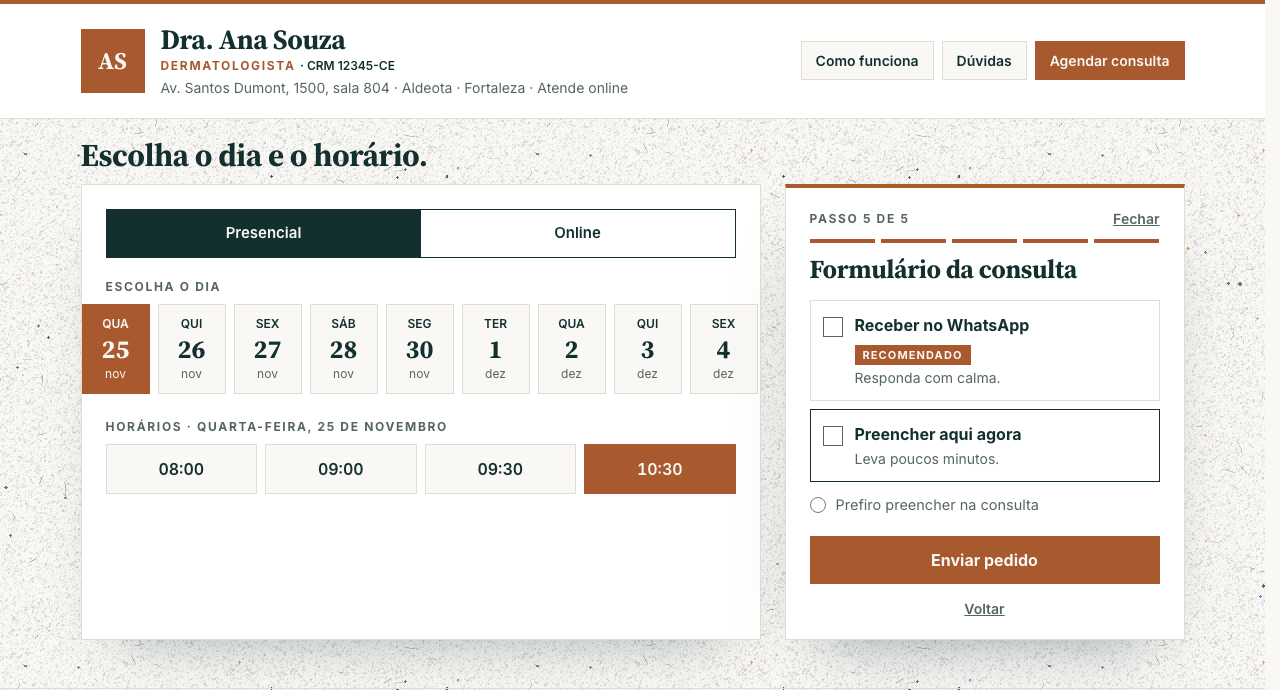 AS
Dra. Ana Souza
DERMATOLOGISTA · CRM 12345-CE
Av. Santos Dumont, 1500, sala 804 · Aldeota · Fortaleza · Atende online
Como funciona
Dúvidas
Agendar consulta
Escolha o dia e o horário.
Presencial
Online
ESCOLHA O DIA
QUA
25
nov
QUI
26
nov
SEX
27
nov
SÁB
28
nov
SEG
30
nov
TER
1
dez
QUA
2
dez
QUI
3
dez
SEX
4
dez
HORÁRIOS · QUARTA-FEIRA, 25 DE NOVEMBRO
08:00
09:00
09:30
10:30
PASSO 5 DE 5
Fechar
Formulário da consulta
Receber no WhatsApp
RECOMENDADO
Responda com calma.
Preencher aqui agora
Leva poucos minutos.
Prefiro preencher na consulta
Enviar pedido
Voltar